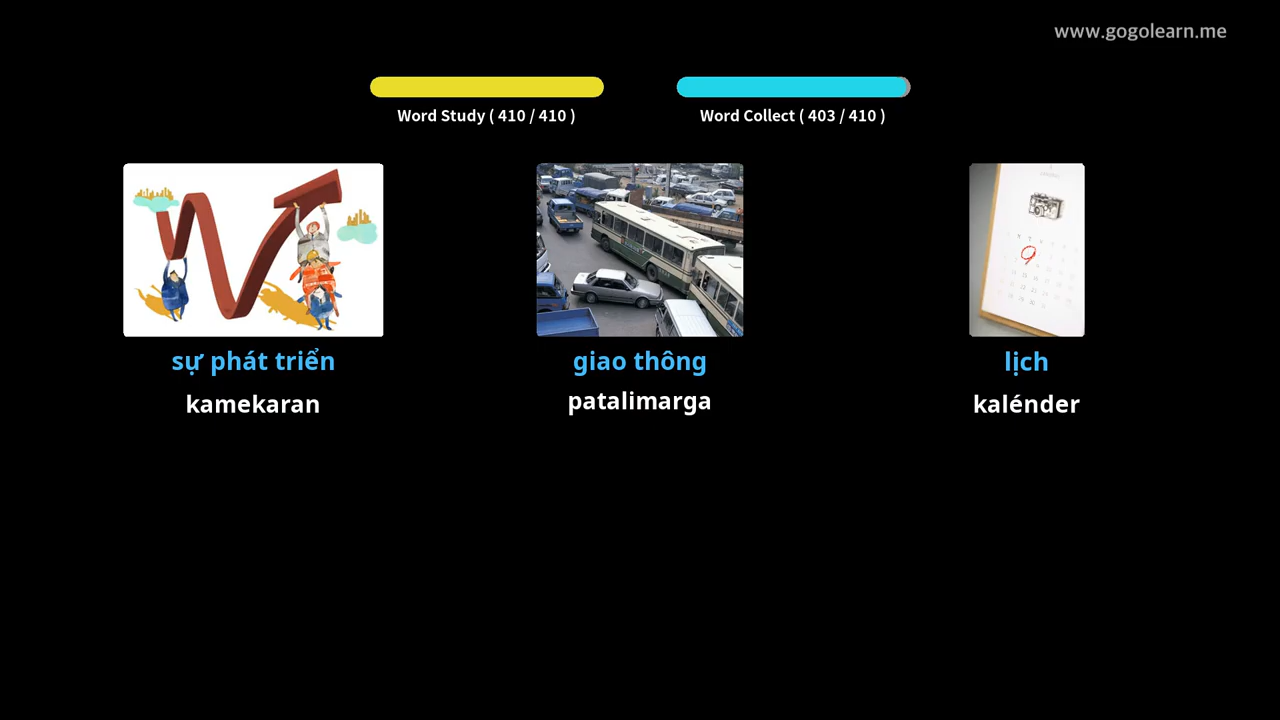 www.gogolearn.me
Word Study ( 410 / 410 )
Word Collect ( 403 / 410 )
sự phát triển
giao thông
lịch
kamekaran
patalimarga
kalénder